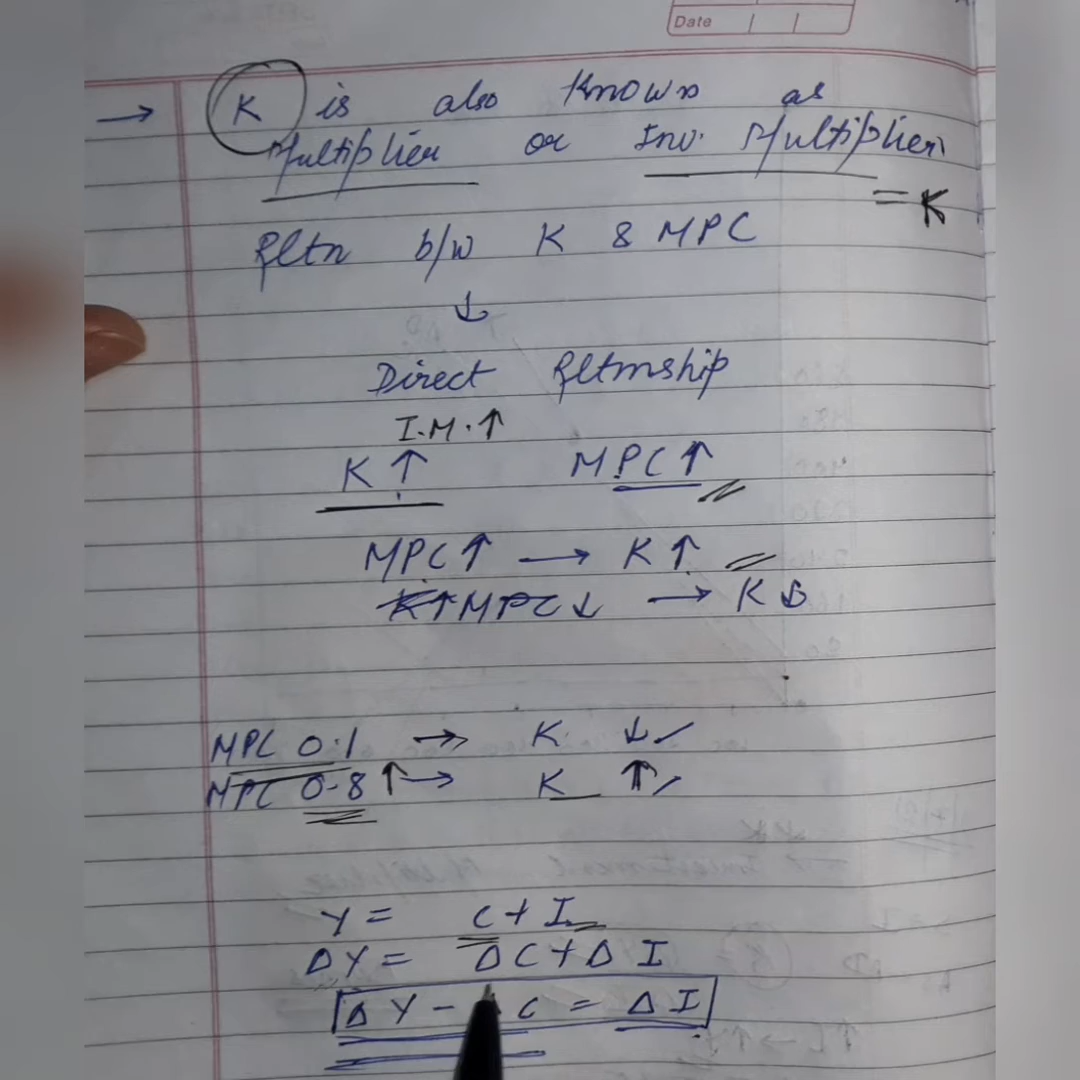 Date
→ K is also known as
Multiplier or Inv. Multiplier
= K
Rltn b/w K & MPC
↓
Direct Rltnship
I.M.↑
K↑ MPC↑
MPC↑ → K↑
K↑ MPC↓ → K↓
MPC 0.1 → K ↓
MPC 0.8 ↑ → K ↑
Y = C + I
ΔY = ΔC + ΔI
ΔY - ΔC = ΔI